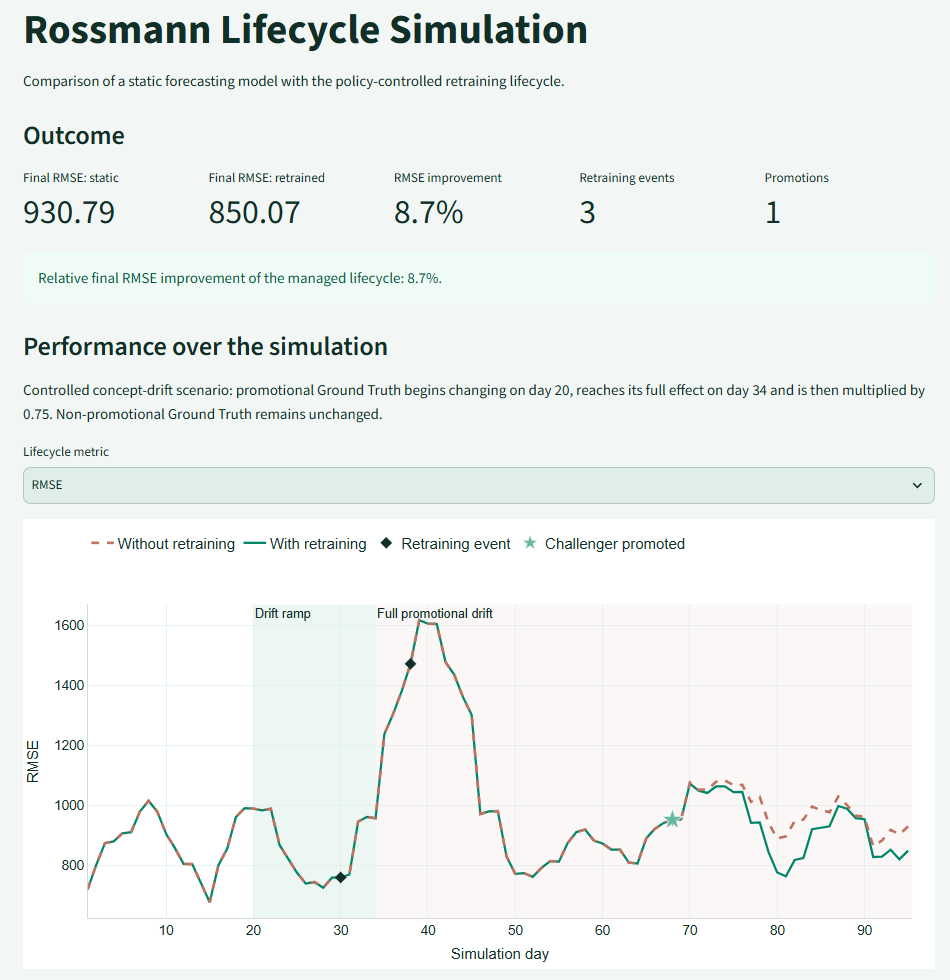 Rossmann Lifecycle Simulation
Comparison of a static forecasting model with the policy-controlled retraining lifecycle.
Outcome
Final RMSE: static
930.79
Final RMSE: retrained
850.07
RMSE improvement
8.7%
Retraining events
3
Promotions
1
Relative final RMSE improvement of the managed lifecycle: 8.7%.
Performance over the simulation
Controlled concept-drift scenario: promotional Ground Truth begins changing on day 20, reaches its full effect on day 34 and is then multiplied by
0.75. Non-promotional Ground Truth remains unchanged.
Lifecycle metric
RMSE
Without retraining
With retraining
Retraining event
Challenger promoted
Drift ramp
Full promotional drift
1600
1400
1200
1000
800
RMSE
10
20
30
40
50
60
70
80
90
Simulation day